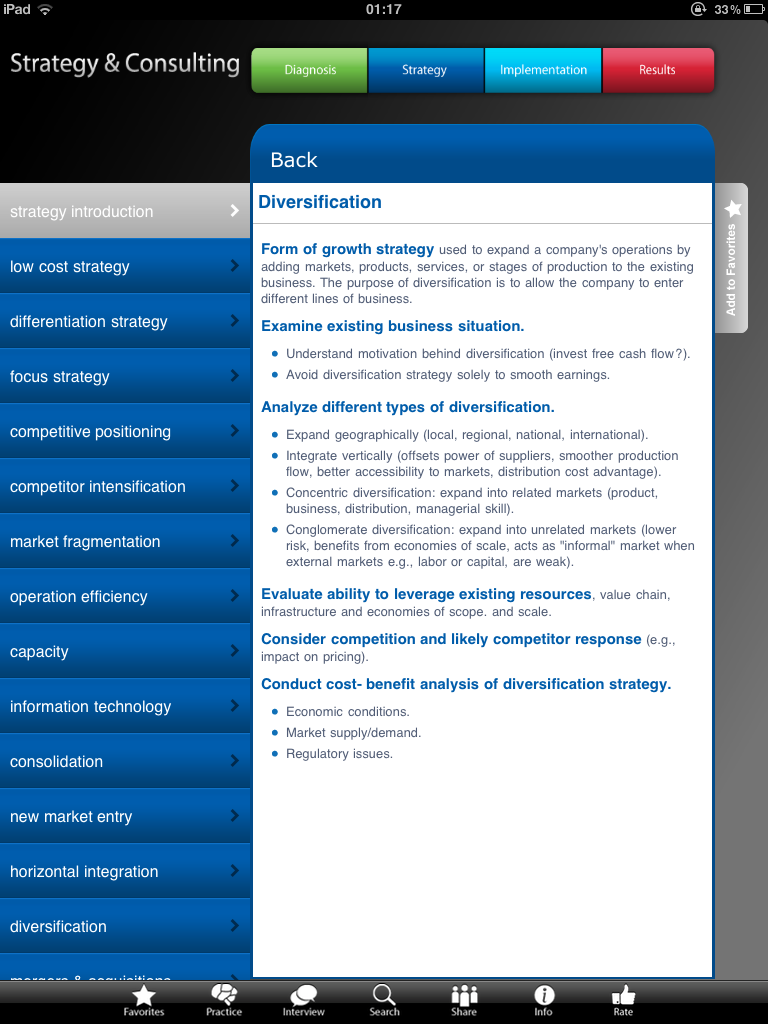 iPad
01:17
33%
Strategy & Consulting
Diagnosis
Strategy
Implementation
Results
Back
strategy introduction
low cost strategy
differentiation strategy
focus strategy
competitive positioning
competitor intensification
market fragmentation
operation efficiency
capacity
information technology
consolidation
new market entry
horizontal integration
diversification
mergers & acquisitions
Diversification
Form of growth strategy used to expand a company's operations by
adding markets, products, services, or stages of production to the existing
business. The purpose of diversification is to allow the company to enter
different lines of business.
Examine existing business situation.
• Understand motivation behind diversification (invest free cash flow?).
• Avoid diversification strategy solely to smooth earnings.
Analyze different types of diversification.
• Expand geographically (local, regional, national, international).
• Integrate vertically (offsets power of suppliers, smoother production
flow, better accessibility to markets, distribution cost advantage).
• Concentric diversification: expand into related markets (product,
business, distribution, managerial skill).
• Conglomerate diversification: expand into unrelated markets (lower
risk, benefits from economies of scale, acts as "informal" market when
external markets e.g., labor or capital, are weak).
Evaluate ability to leverage existing resources, value chain,
infrastructure and economies of scope. and scale.
Consider competition and likely competitor response (e.g.,
impact on pricing).
Conduct cost- benefit analysis of diversification strategy.
• Economic conditions.
• Market supply/demand.
• Regulatory issues.
Add to Favorites
Favorites
Practice
Interview
Search
Share
Info
Rate